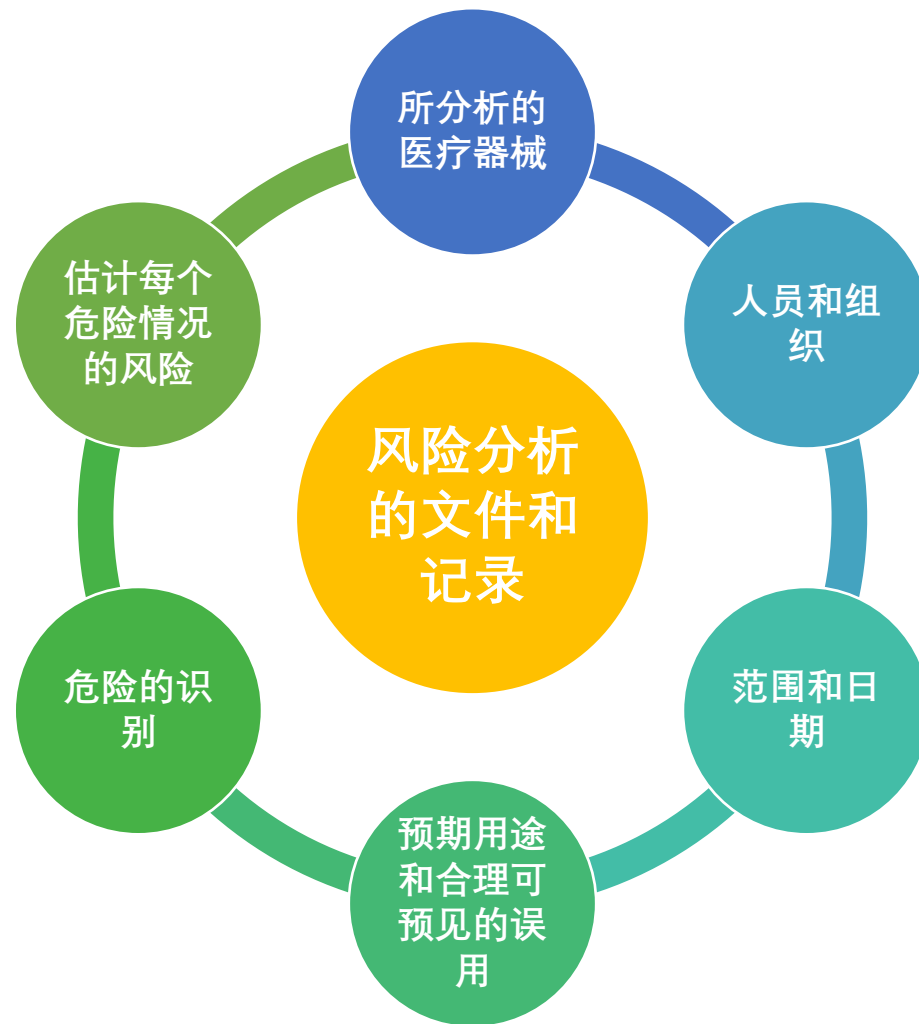 所分析的
医疗器械
人员和组
织
范围和日
期
预期用途
和合理可
预见的误
用
危险的识
别
估计每个
危险情况
的风险
风险分析
的文件和
记录